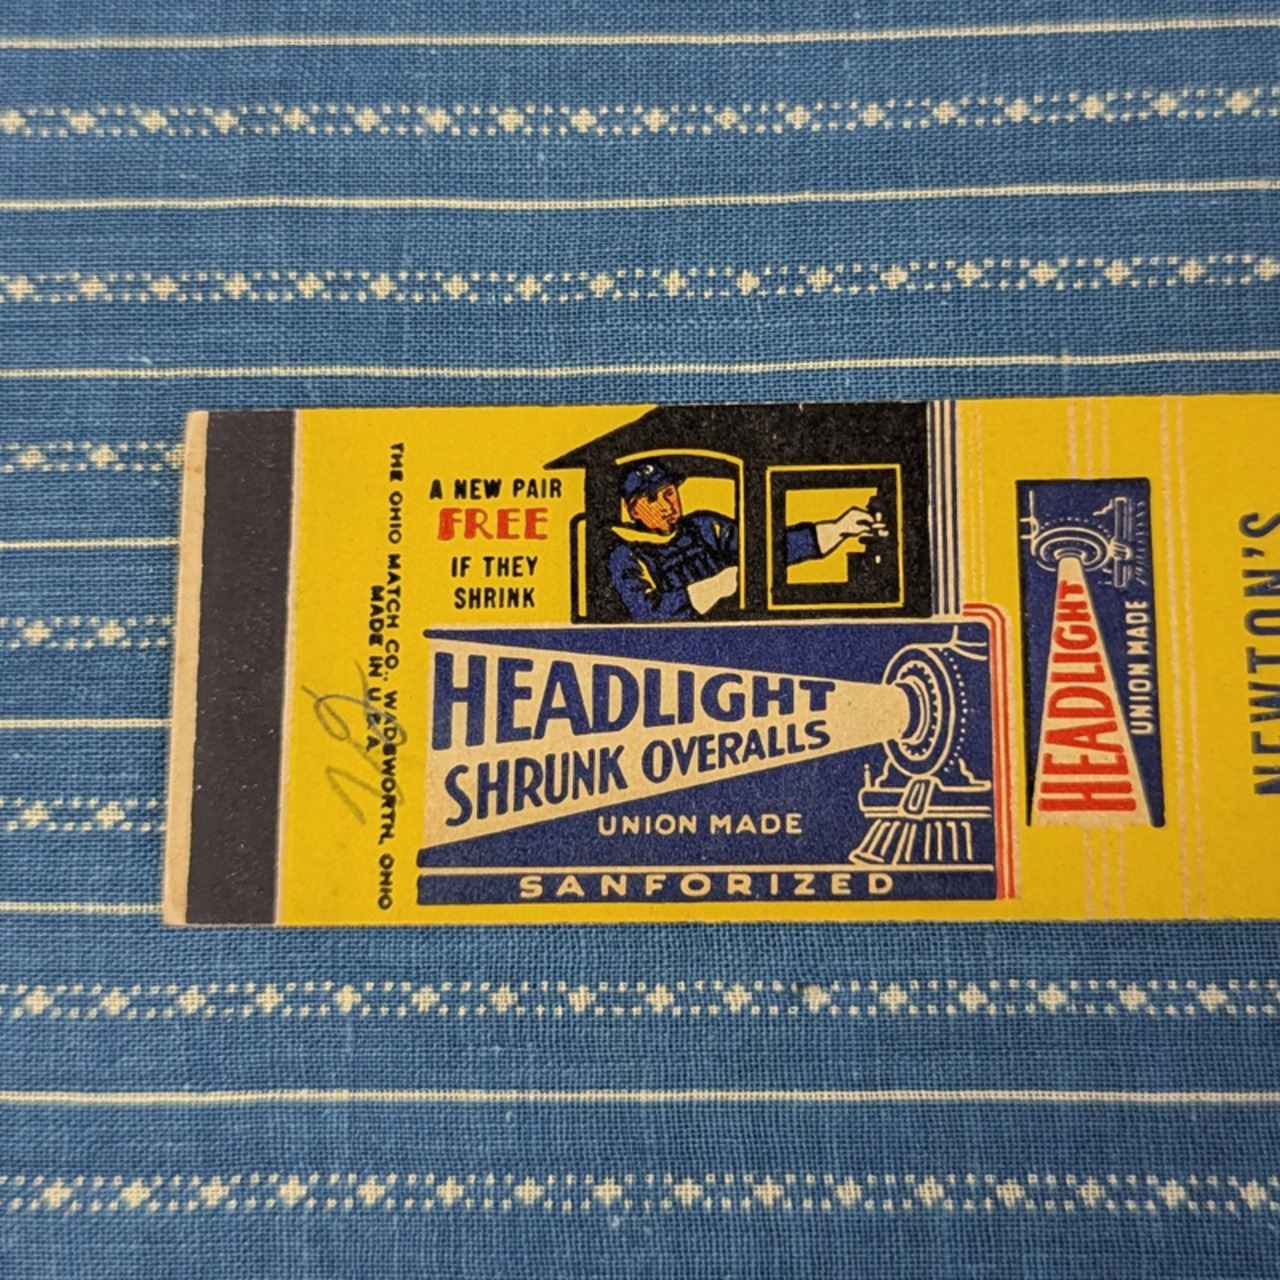 A NEW PAIR
FREE
IF THEY
SHRINK
HEADLIGHT
SHRUNK OVERALLS
UNION MADE
SANFORIZED
THE OHIO MATCH CO., WADSWORTH, OHIO
MADE IN U.S.A.
HEADLIGHT
UNION MADE
NEWTON'S